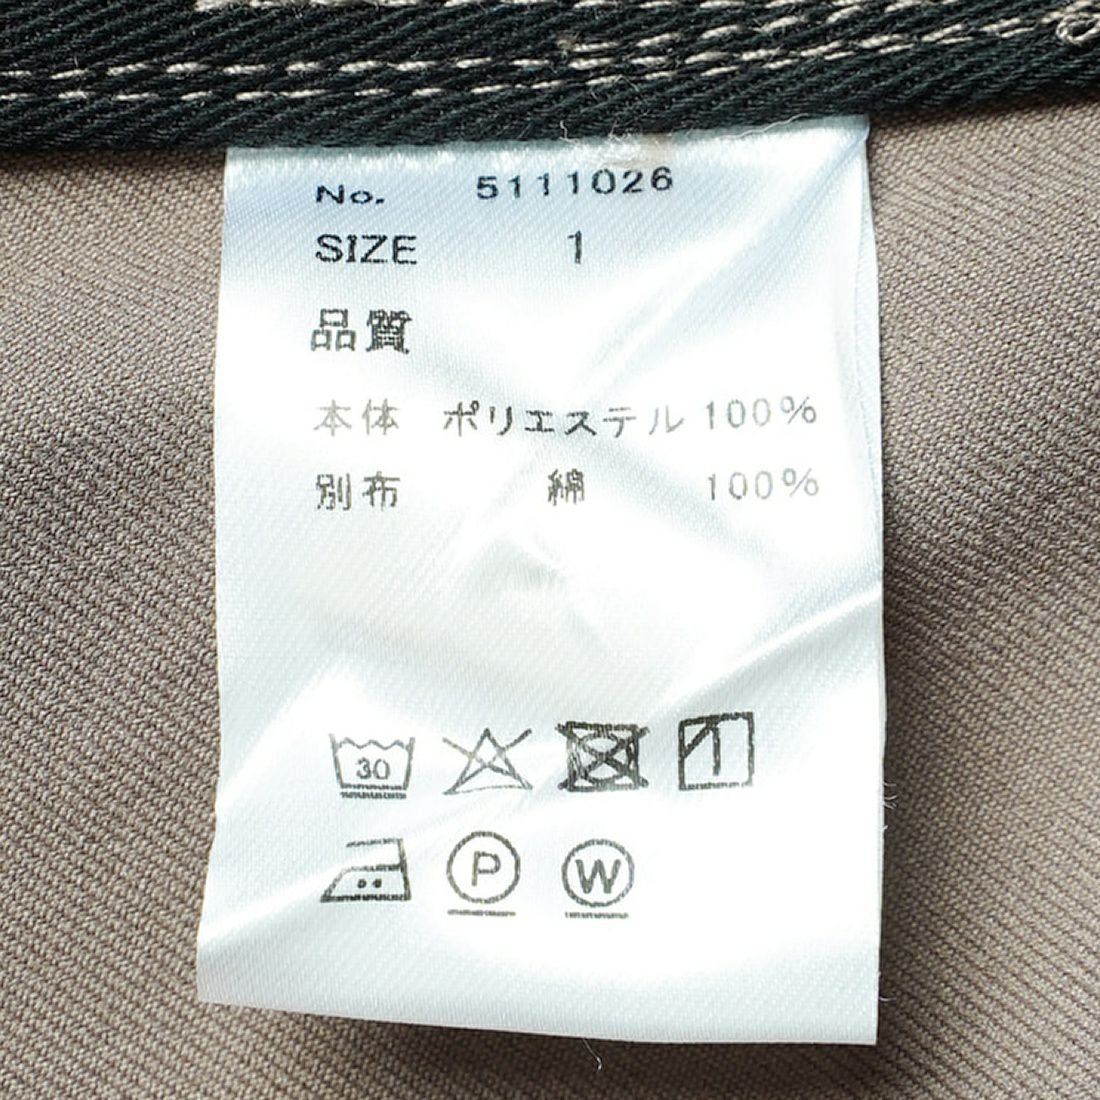 No. 5111026
SIZE 1
品質
本体 ポリエステル 100%
別布 綿 100%
30
P
W